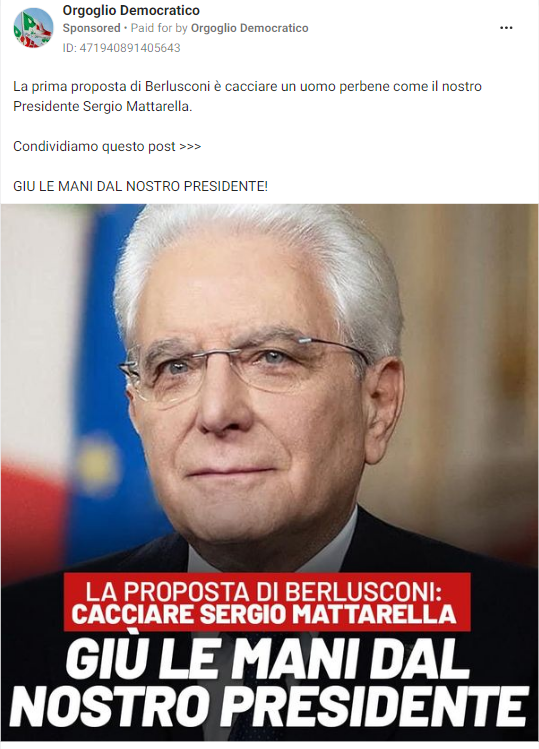 Orgoglio Democratico
Sponsored • Paid for by Orgoglio Democratico
ID: 471940891405643
La prima proposta di Berlusconi è cacciare un uomo perbene come il nostro
Presidente Sergio Mattarella.
Condividiamo questo post >>>
GIU LE MANI DAL NOSTRO PRESIDENTE!
LA PROPOSTA DI BERLUSCONI:
CACCIARE SERGIO MATTARELLA
GIÙ LE MANI DAL
NOSTRO PRESIDENTE